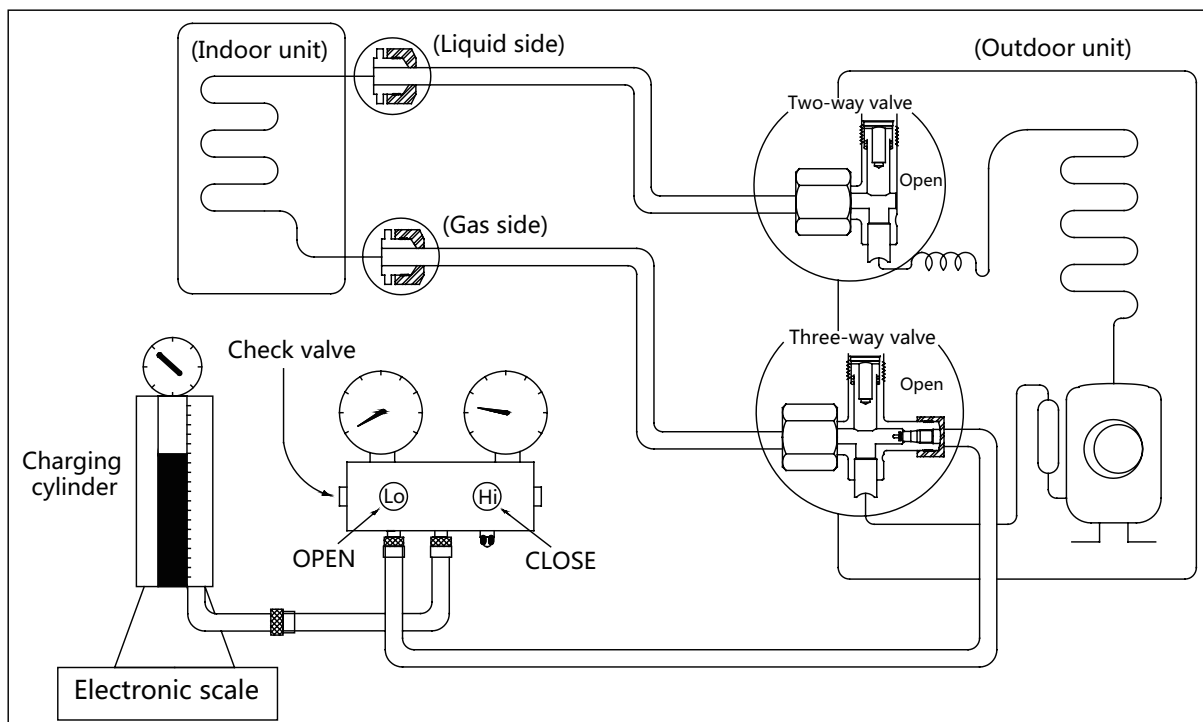 (Indoor unit)
(Liquid side)
(Outdoor unit)
Two-way valve
Open
(Gas side)
Three-way valve
Open
Check valve
Charging
cylinder
Lo
Hi
OPEN
CLOSE
Electronic scale